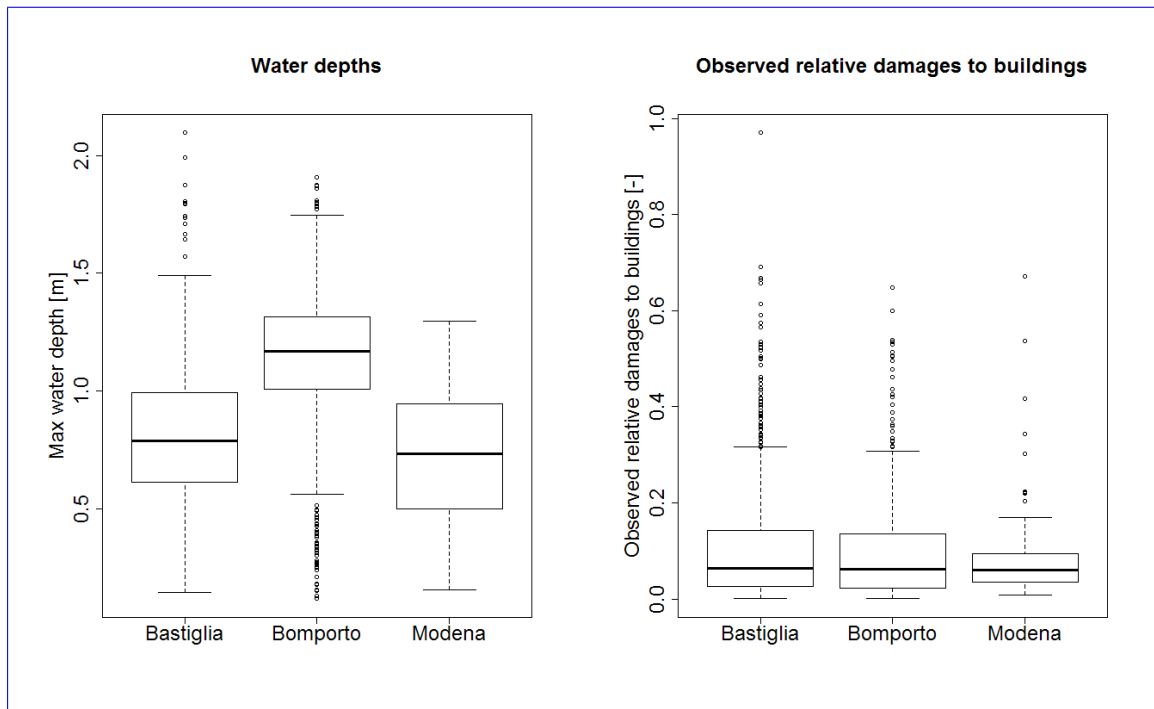 Water depths
Max water depth [m]
2.0
1.5
1.0
0.5
Bastiglia Bomporto Modena
Observed relative damages to buildings
Observed relative damages to buildings [-]
1.0
0.8
0.6
0.4
0.2
0.0
Bastiglia Bomporto Modena